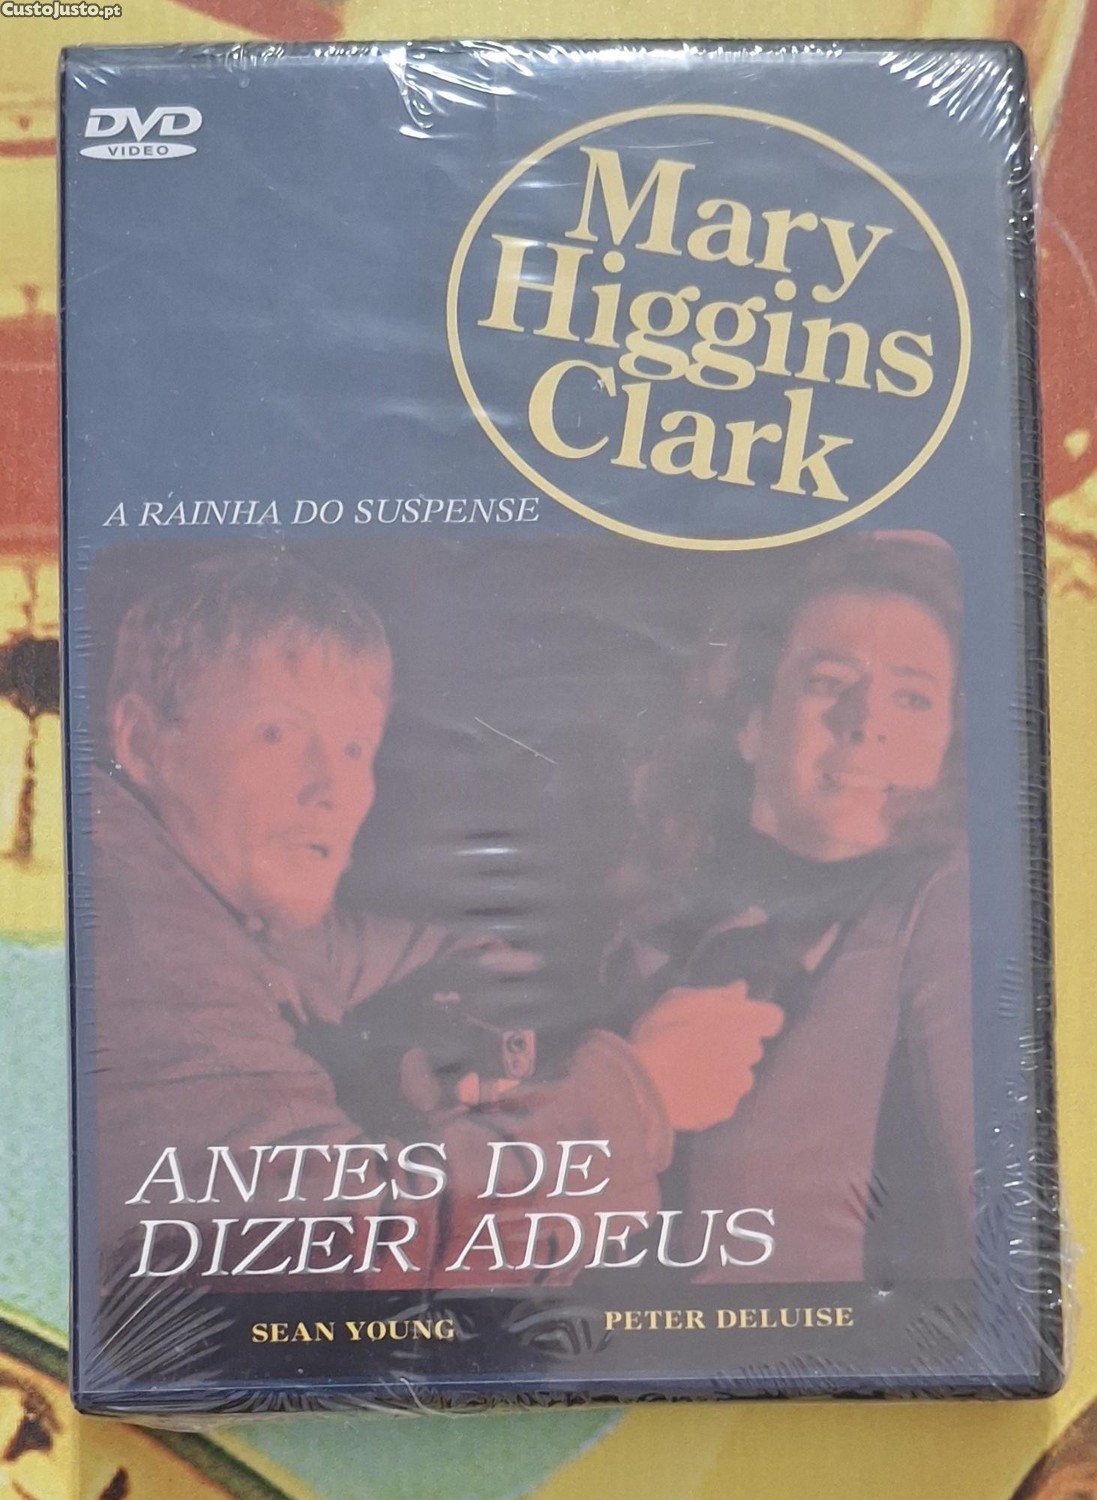 CustoJusto.pt
DVD
VIDEO
Mary
Higgins
Clark
A RAINHA DO SUSPENSE
ANTES DE
DIZER ADEUS
SEAN YOUNG
PETER DELUISE